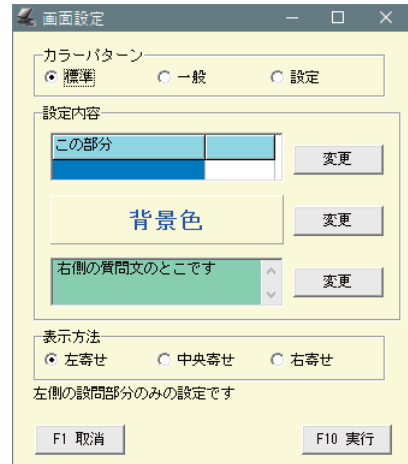 画面設定
カラーパターン
標準 一般 設定
設定内容
この部分
変更
背景色 変更
右側の質問文のとこです
変更
表示方法
左寄せ 中央寄せ 右寄せ
左側の設問部分のみの設定です
F1 取消 F10 実行